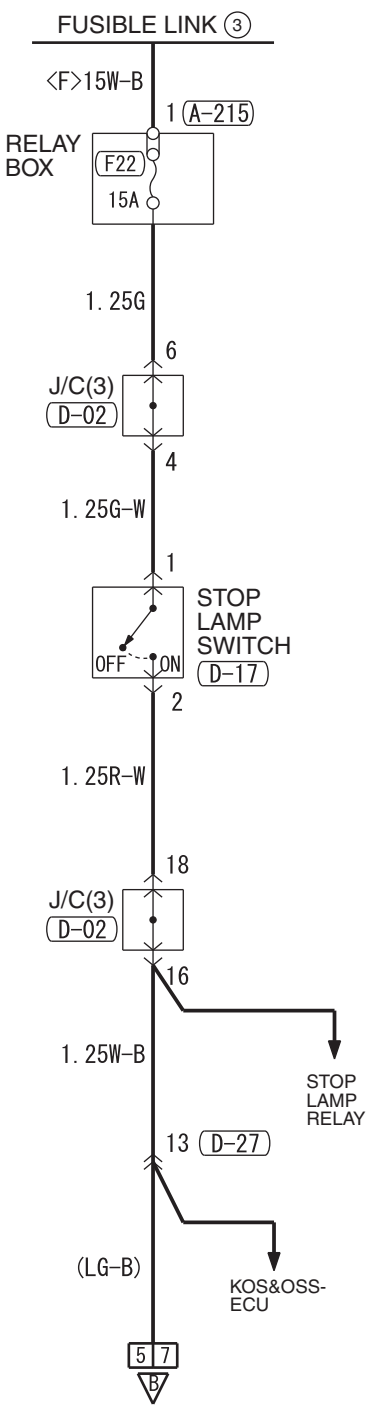 FUSIBLE LINK ③
<F>15W-B
1 A-215
RELAY
BOX
F22
15A
1.25G
6
J/C(3)
D-02
4
1.25G-W
1
STOP
LAMP
SWITCH
OFF ON
D-17
2
1.25R-W
18
J/C(3)
D-02
16
1.25W-B
STOP
LAMP
RELAY
13 D-27
(LG-B)
KOS&OSS-
ECU
5 7
B